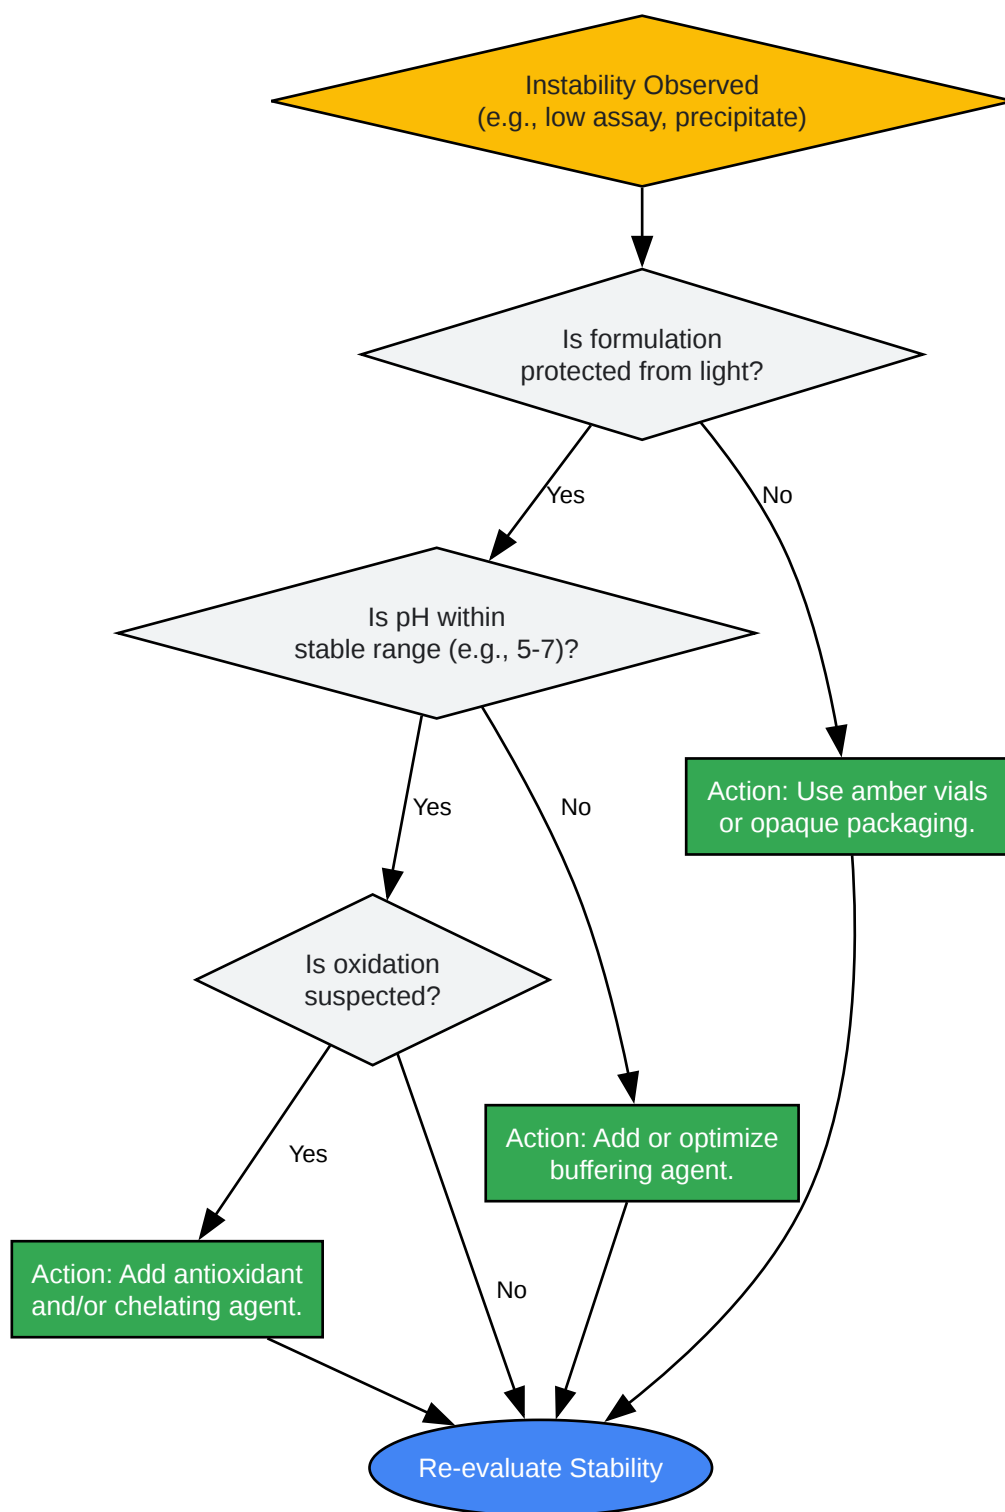 Instability Observed
(e.g., low assay, precipitate)
Is formulation
protected from light?
Yes
No
Is pH within
stable range (e.g., 5-7)?
Action: Use amber vials
or opaque packaging.
Yes
No
Is oxidation
suspected?
Action: Add or optimize
buffering agent.
Yes
Action: Add antioxidant
and/or chelating agent.
No
Re-evaluate Stability